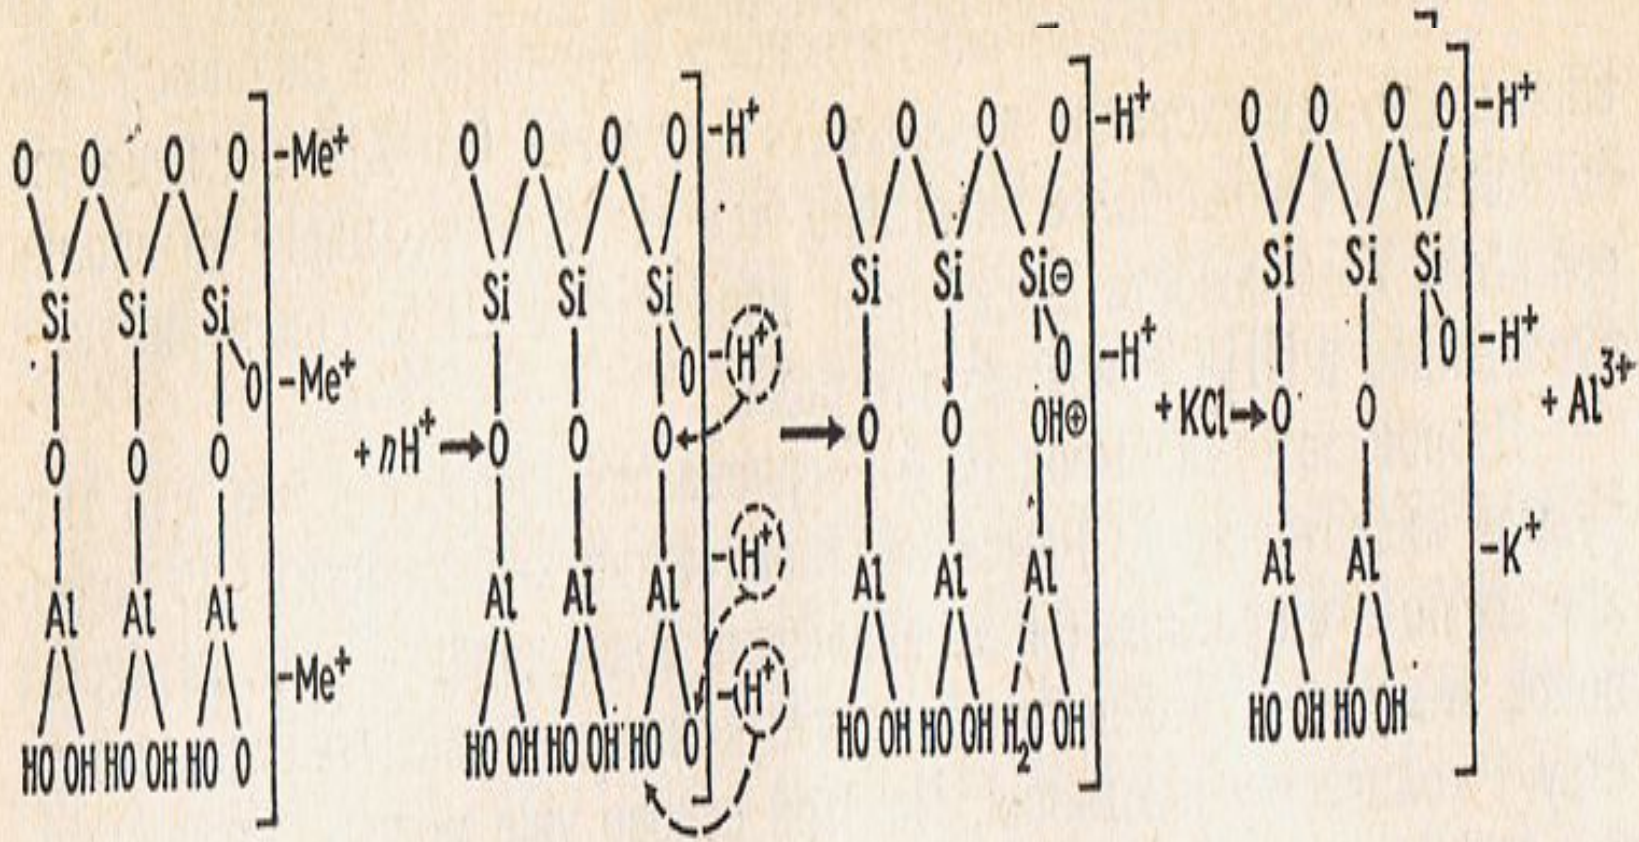 O O O O -Me⁺
Si Si Si
O -Me⁺
O O O
Al Al Al
-Me⁺
HO OH HO OH HO O
+ nH⁺ →
O O O O -H⁺
Si Si Si
O -H⁺
O O O
Al Al Al -H⁺
-H⁺
HO OH HO OH HO O
→
O O O O -H⁺
Si Si Si⊖
O -H⁺
O O OH⊕
Al Al Al
HO OH HO OH H₂O OH
+ KCl →
O O O O -H⁺
Si Si Si
O -H⁺
O O
Al Al -K⁺
HO OH HO OH
+ Al³⁺